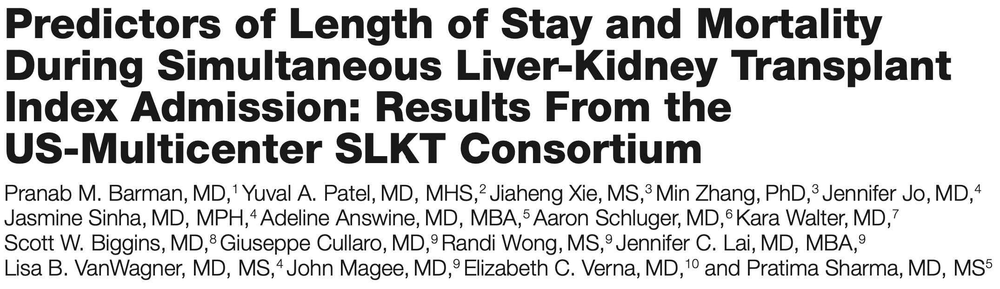 Predictors of Length of Stay and Mortality
During Simultaneous Liver-Kidney Transplant
Index Admission: Results From the
US-Multicenter SLKT Consortium
Pranab M. Barman, MD,1 Yuval A. Patel, MD, MHS,2 Jiaheng Xie, MS,3 Min Zhang, PhD,3 Jennifer Jo, MD,4
Jasmine Sinha, MD, MPH,4 Adeline Answine, MD, MBA,5 Aaron Schluger, MD,6 Kara Walter, MD,7
Scott W. Biggins, MD,8 Giuseppe Cullaro, MD,9 Randi Wong, MS,9 Jennifer C. Lai, MD, MBA,9
Lisa B. VanWagner, MD, MS,4 John Magee, MD,9 Elizabeth C. Verna, MD,10 and Pratima Sharma, MD, MS5